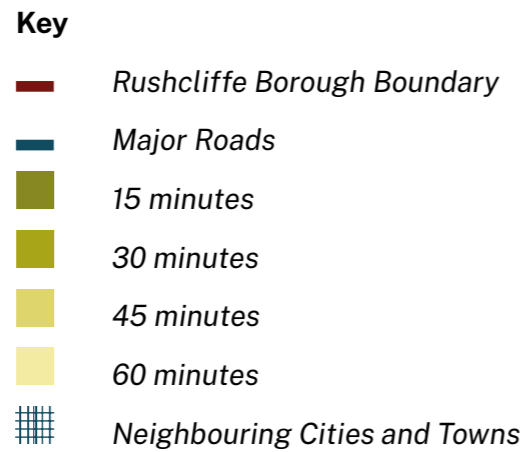 Key
Rushcliffe Borough Boundary
Major Roads
15 minutes
30 minutes
45 minutes
60 minutes
Neighbouring Cities and Towns